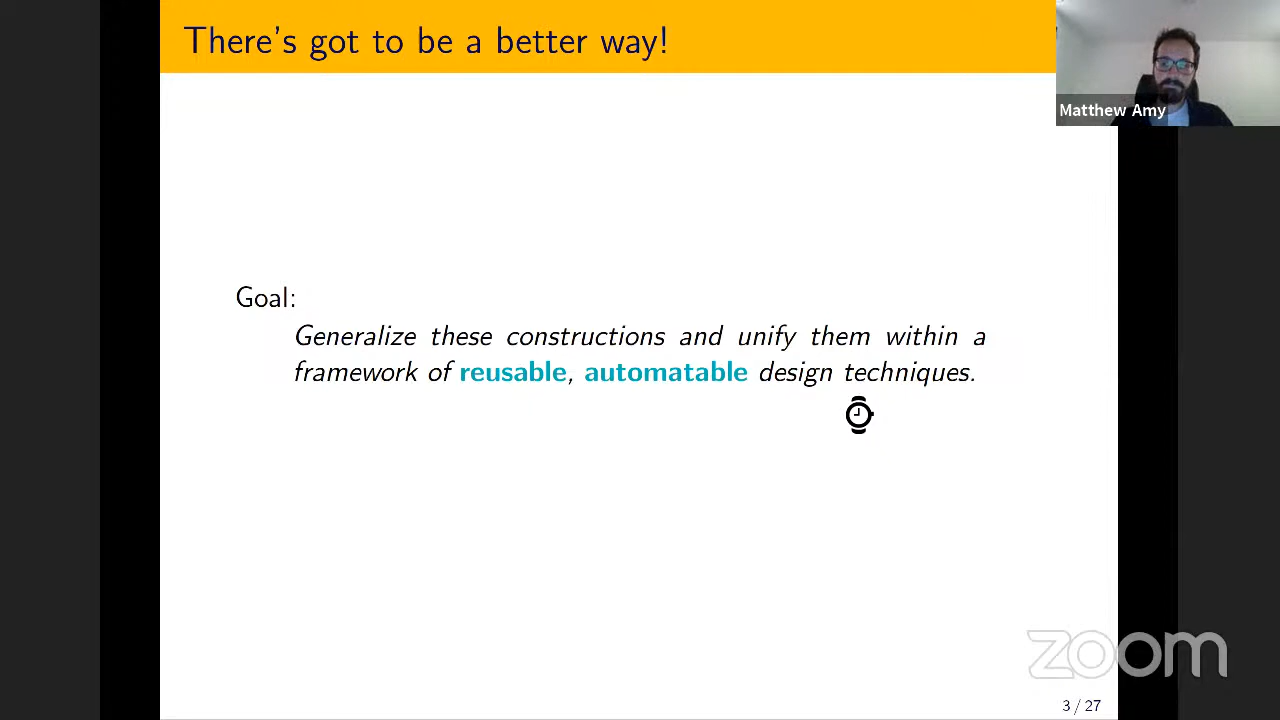 There's got to be a better way!
Matthew Amy
Goal:
Generalize these constructions and unify them within a
framework of reusable, automatable design techniques.
zoom
3 / 27